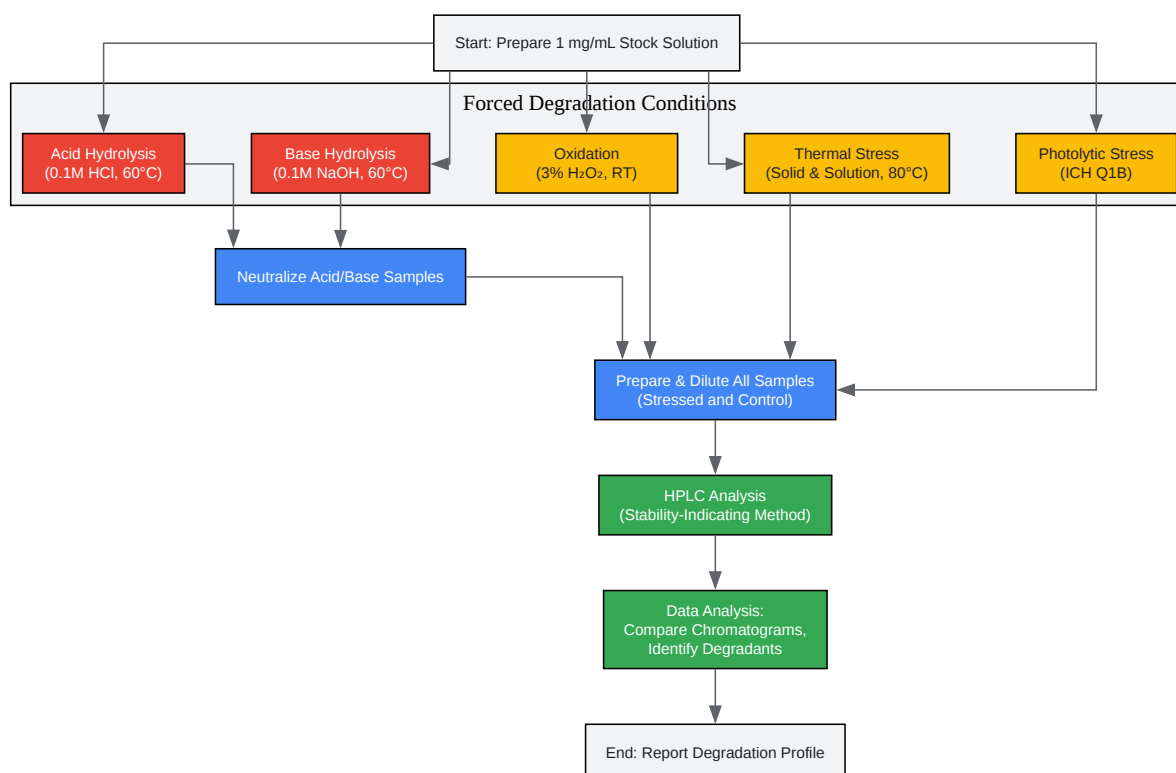 Start: Prepare 1 mg/mL Stock Solution
Forced Degradation Conditions
Acid Hydrolysis
(0.1M HCl, 60°C)
Base Hydrolysis
(0.1M NaOH, 60°C)
Oxidation
(3% H₂O₂, RT)
Thermal Stress
(Solid & Solution, 80°C)
Photolytic Stress
(ICH Q1B)
Neutralize Acid/Base Samples
Prepare & Dilute All Samples
(Stressed and Control)
HPLC Analysis
(Stability-Indicating Method)
Data Analysis:
Compare Chromatograms,
Identify Degradants
End: Report Degradation Profile